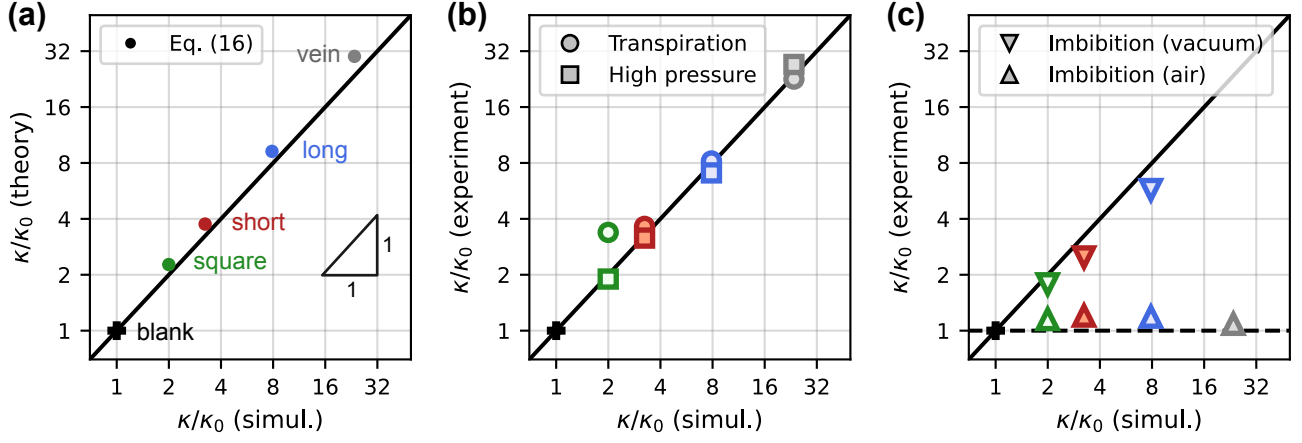 (a)
Eq. (16)
vein
long
short
square
blank
1
1
32
16
8
4
2
1
κ/κ₀ (theory)
1 2 4 8 16 32
κ/κ₀ (simul.)
(b)
Transpiration
High pressure
32
16
8
4
2
1
κ/κ₀ (experiment)
1 2 4 8 16 32
κ/κ₀ (simul.)
(c)
Imbibition (vacuum)
Imbibition (air)
32
16
8
4
2
1
κ/κ₀ (experiment)
1 2 4 8 16 32
κ/κ₀ (simul.)